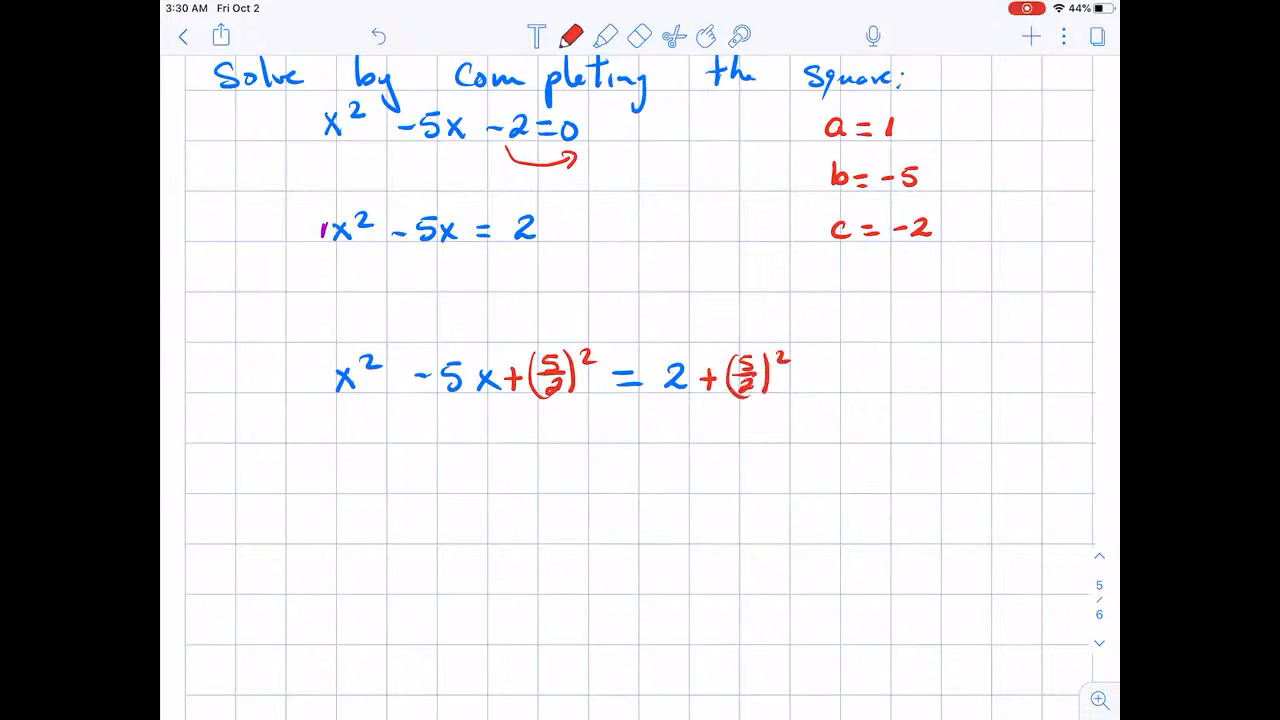 3:30 AM Fri Oct 2 44%
T
Solve by completing the square:
x² - 5x - 2 = 0
a = 1
b = -5
1x² - 5x = 2
c = -2
x² - 5x + (5/2)² = 2 + (5/2)²
5
/
6